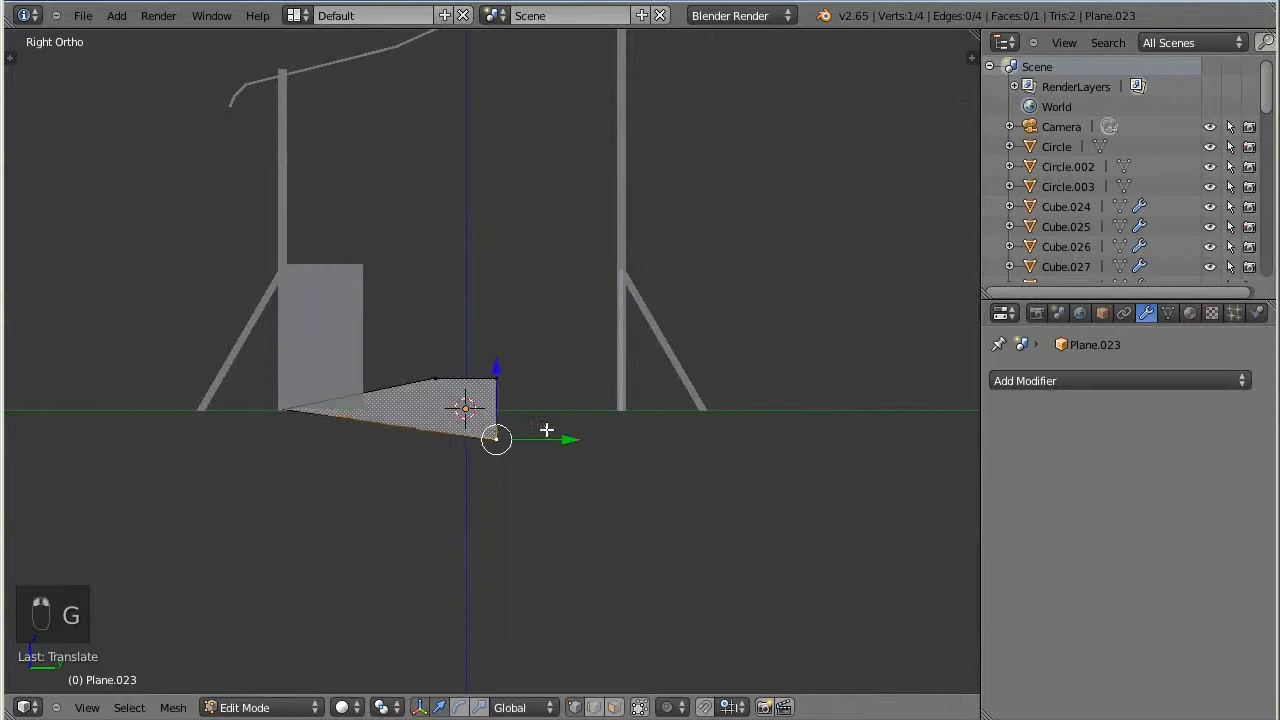 File Add Render Window Help Default Scene Blender Render v2.65 | Verts:1/4 | Edges:0/4 | Faces:0/1 | Tris:2 | Plane.023
Right Ortho
View Search All Scenes
Scene
RenderLayers |
World
Camera |
Circle |
Circle.002 |
Circle.003 |
Cube.024 |
Cube.025 |
Cube.026 |
Cube.027 |
Plane.023
Add Modifier
G
z
y
Last: Translate
(0) Plane.023
View Select Mesh Edit Mode Global